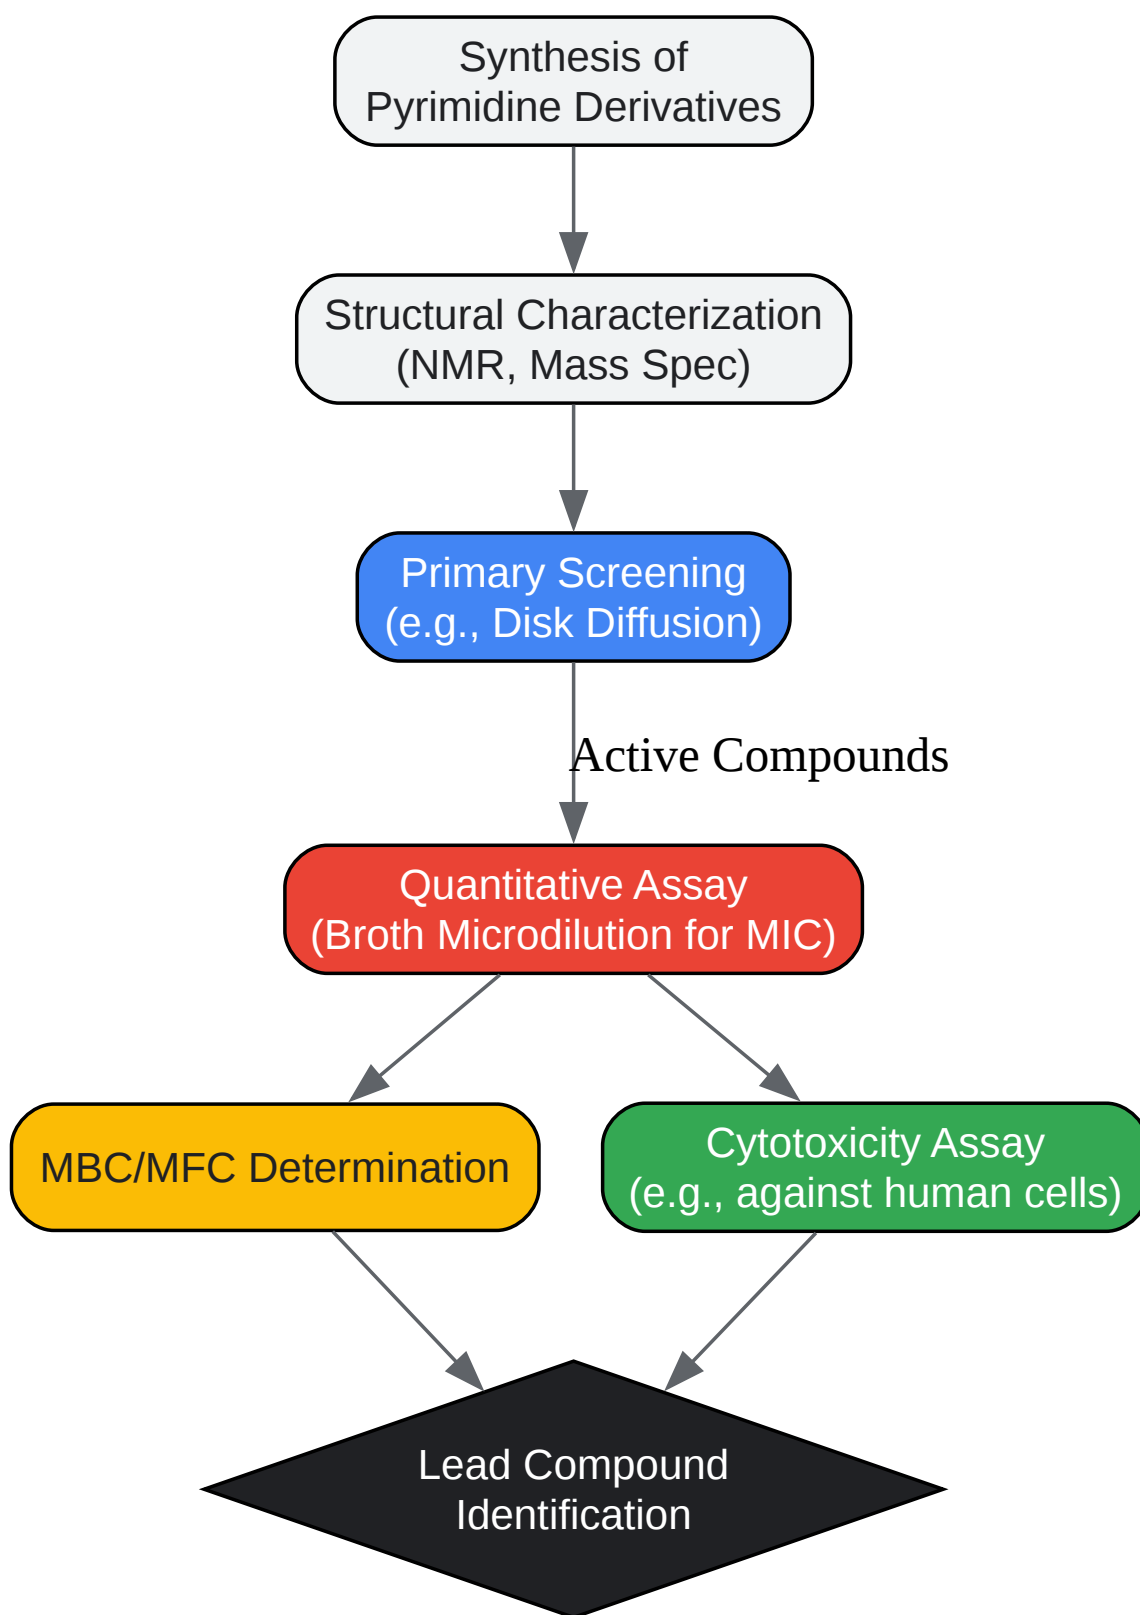 Synthesis of
Pyrimidine Derivatives
Structural Characterization
(NMR, Mass Spec)
Primary Screening
(e.g., Disk Diffusion)
Active Compounds
Quantitative Assay
(Broth Microdilution for MIC)
MBC/MFC Determination
Cytotoxicity Assay
(e.g., against human cells)
Lead Compound
Identification